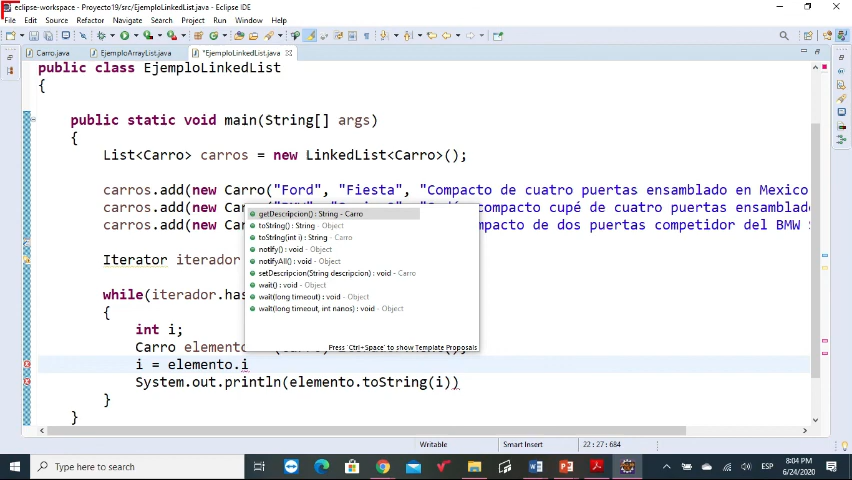 eclipse-workspace - Proyecto19/src/EjemploLinkedList.java - Eclipse IDE
File Edit Source Refactor Navigate Search Project Run Window Help
Carro.java EjemploArrayList.java *EjemploLinkedList.java
public class EjemploLinkedList
{
public static void main(String[] args)
{
List<Carro> carros = new LinkedList<Carro>();
carros.add(new Carro("Ford", "Fiesta", "Compacto de cuatro puertas ensamblado en Mexico
carros.add(new Carro( compacto cupé de cuatro puertas ensamblado
carros.add(new Carro( mpacto de dos puertas competidor del BMW S
getDescripcion() : String - Carro
toString() : String - Object
toString(int i) : String - Carro
notify() : void - Object
notifyAll() : void - Object
setDescripcion(String descripcion) : void - Carro
wait() : void - Object
wait(long timeout) : void - Object
wait(long timeout, int nanos) : void - Object
Press 'Ctrl+Space' to show Template Proposals
Iterator iterador
while(iterador.has
{
int i;
Carro elemento
i = elemento.i
System.out.println(elemento.toString(i))
}
}
Writable Smart Insert 22 : 27 : 684
Type here to search
ESP
8:04 PM
6/24/2020